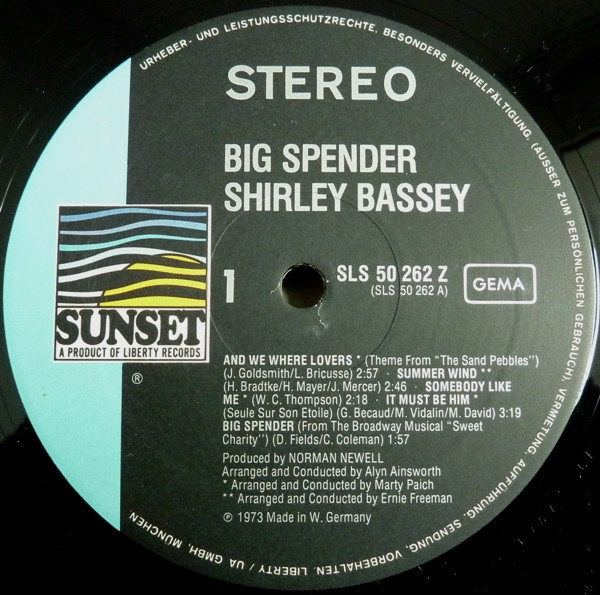 URHEBER- UND LEISTUNGSSCHUTZRECHTE, BESONDERS VERVIELFÄLTIGUNG, (AUSSER ZUM PERSÖNLICHEN GEBRAUCH), VERMIETUNG, AUFFÜHRUNG, SENDUNG, VORBEHALTEN. LIBERTY / UA GMBH, MÜNCHEN.
STEREO
BIG SPENDER
SHIRLEY BASSEY
1
SLS 50 262 Z
(SLS 50 262 A)
GEMA
SUNSET
A PRODUCT OF LIBERTY RECORDS
®
AND WE WHERE LOVERS * (Theme From "The Sand Pebbles")
(J. Goldsmith/L. Bricusse) 2:57 · SUMMER WIND **
(H. Bradtke/H. Mayer/J. Mercer) 2:46 · SOMEBODY LIKE
ME * (W. C. Thompson) 2:18 · IT MUST BE HIM *
(Seule Sur Son Etoile) (G. Becaud/M. Vidalin/M. David) 3:19
BIG SPENDER (From The Broadway Musical "Sweet
Charity") (D. Fields/C. Coleman) 1:57
Produced by NORMAN NEWELL
Arranged and Conducted by Alyn Ainsworth
* Arranged and Conducted by Marty Paich
** Arranged and Conducted by Ernie Freeman
℗ 1973 Made in W. Germany